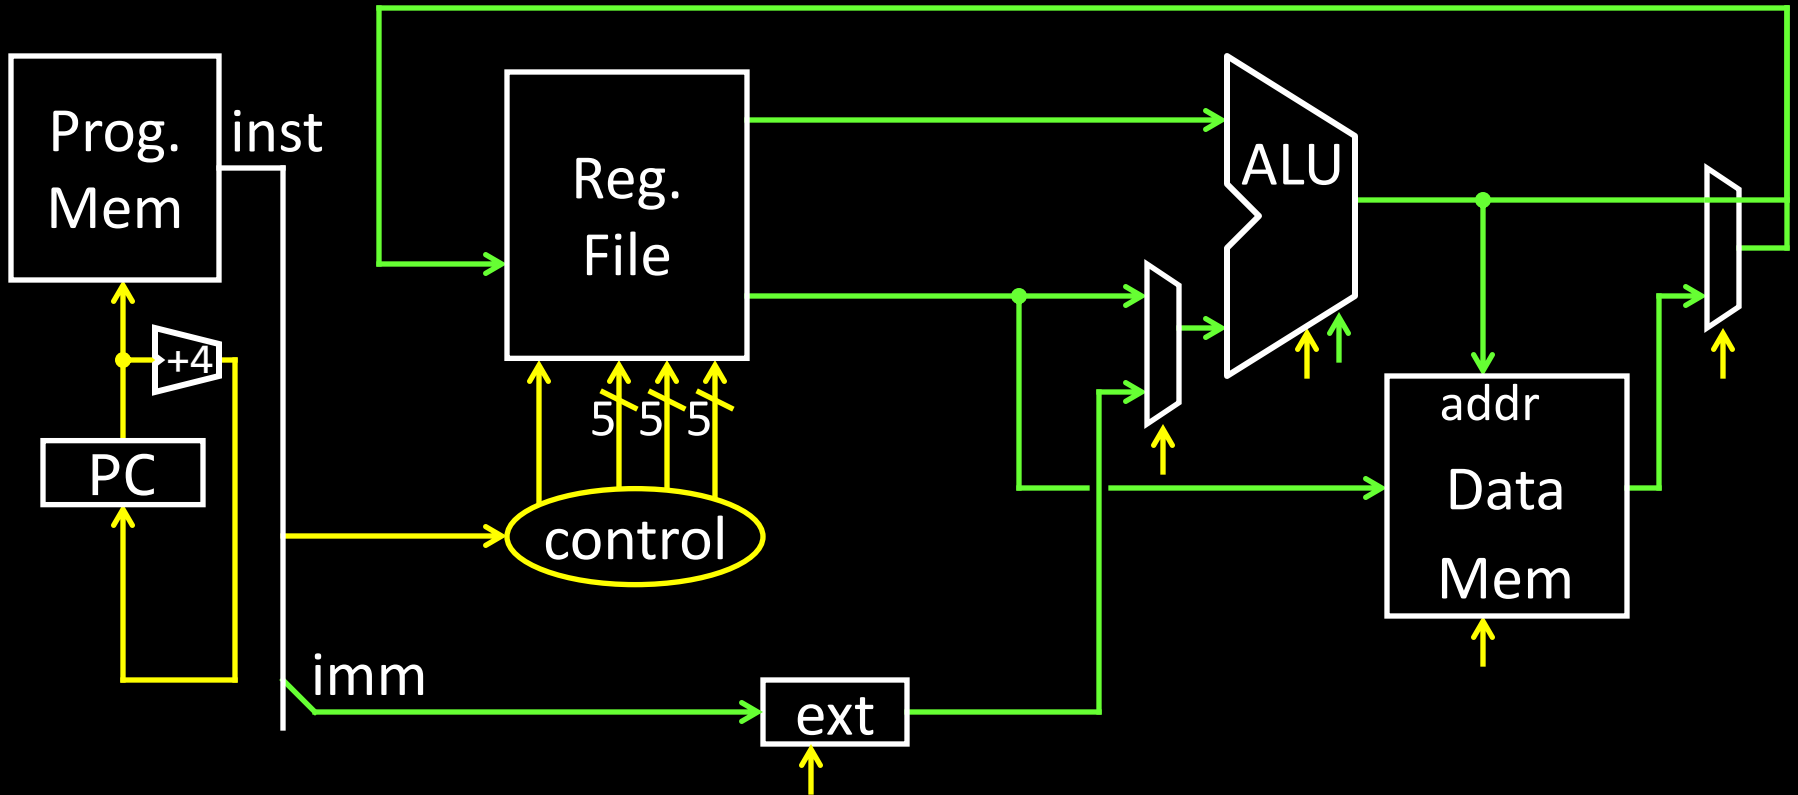 Prog.
Mem
inst
Reg.
File
ALU
+4
PC
5
5
5
addr
Data
Mem
control
imm
ext